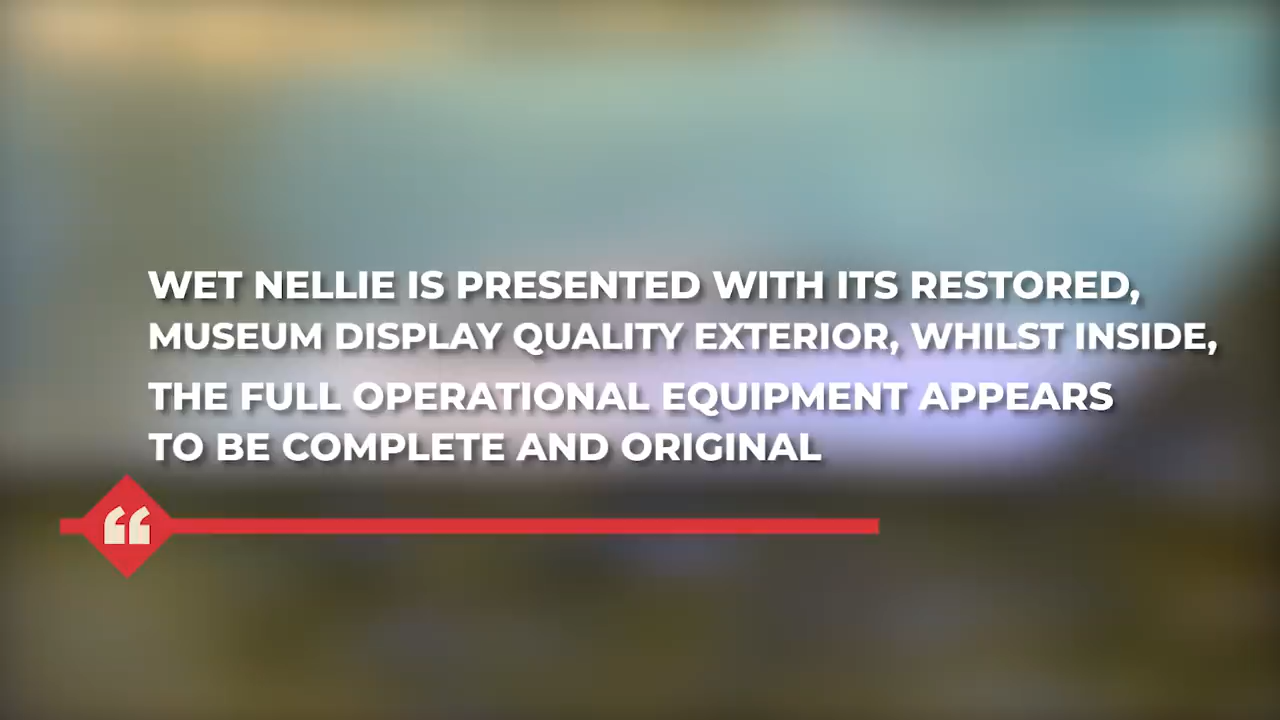 WET NELLIE IS PRESENTED WITH ITS RESTORED,
MUSEUM DISPLAY QUALITY EXTERIOR, WHILST INSIDE,
THE FULL OPERATIONAL EQUIPMENT APPEARS
TO BE COMPLETE AND ORIGINAL
“